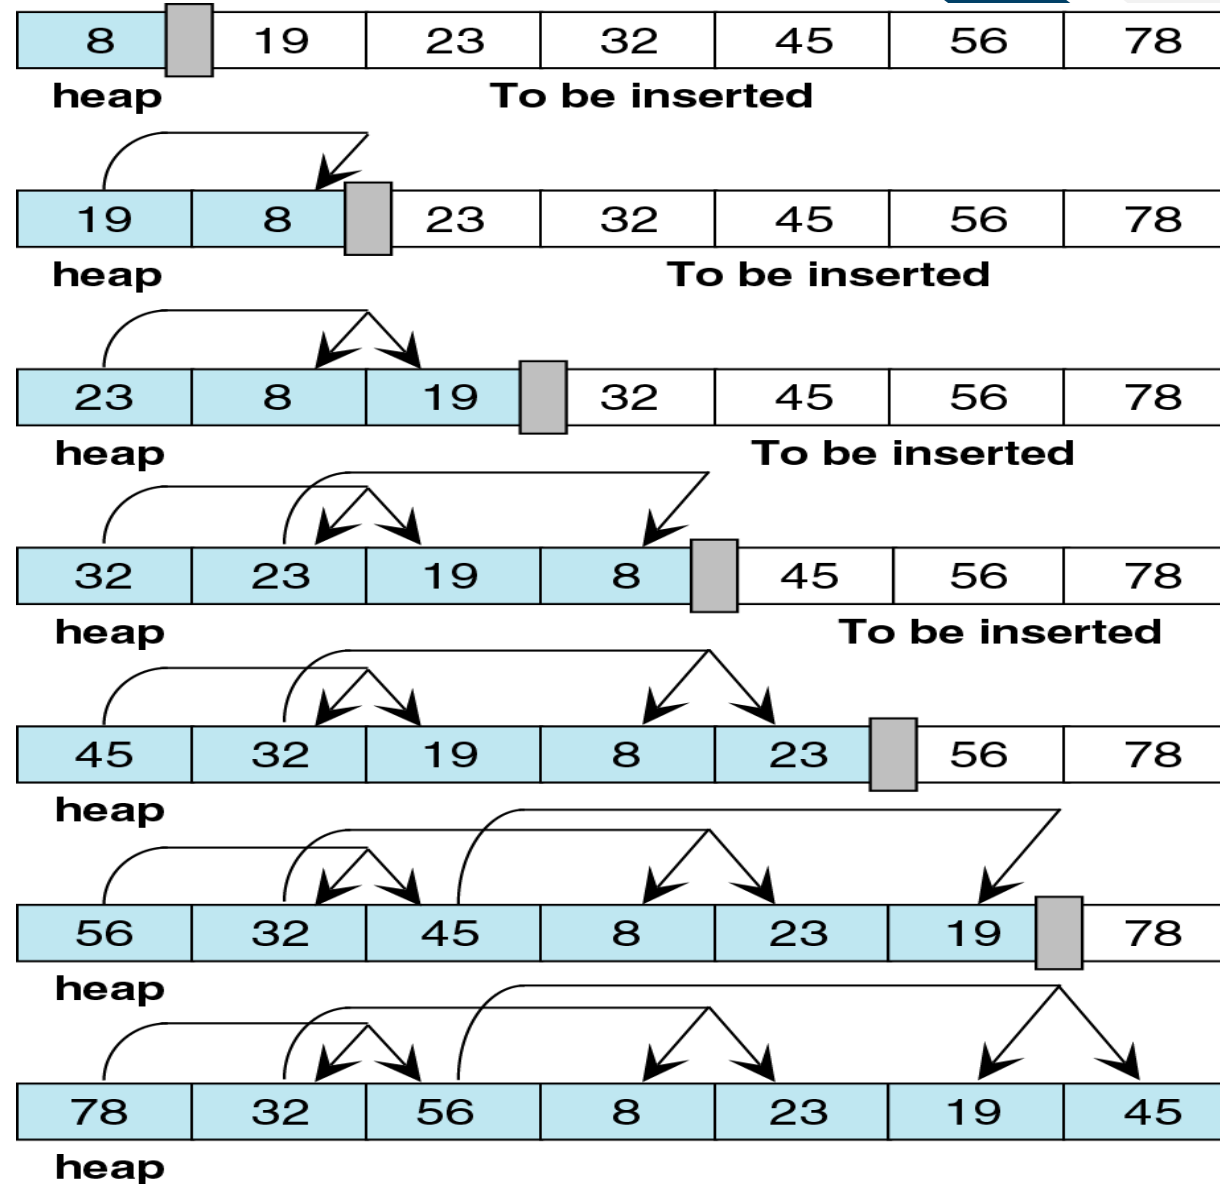 8 19 23 32 45 56 78
heap To be inserted
19 8 23 32 45 56 78
heap To be inserted
23 8 19 32 45 56 78
heap To be inserted
32 23 19 8 45 56 78
heap To be inserted
45 32 19 8 23 56 78
heap
56 32 45 8 23 19 78
heap
78 32 56 8 23 19 45
heap